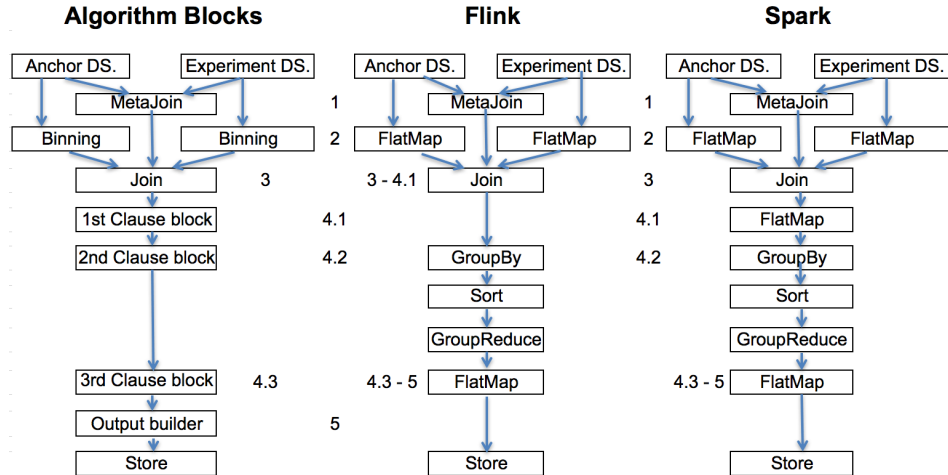 Algorithm Blocks Flink Spark
Anchor DS. Experiment DS. Anchor DS. Experiment DS. Anchor DS. Experiment DS.
MetaJoin 1 MetaJoin 1 MetaJoin
Binning Binning 2 FlatMap FlatMap 2 FlatMap FlatMap
Join 3 3 - 4.1 Join 3 Join
1st Clause block 4.1 4.1 FlatMap
2nd Clause block 4.2 GroupBy 4.2 GroupBy
Sort Sort
GroupReduce GroupReduce
3rd Clause block 4.3 4.3 - 5 FlatMap 4.3 - 5 FlatMap
Output builder 5
Store Store Store